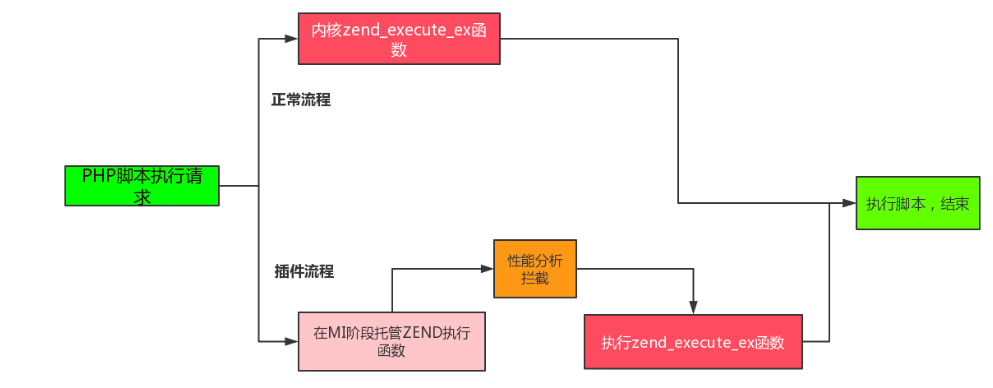 内核zend_execute_ex函
数
正常流程
PHP脚本执行请
求
执行脚本，结束
插件流程
性能分析
拦截
在MI阶段托管ZEND执行
函数
执行zend_execute_ex函数